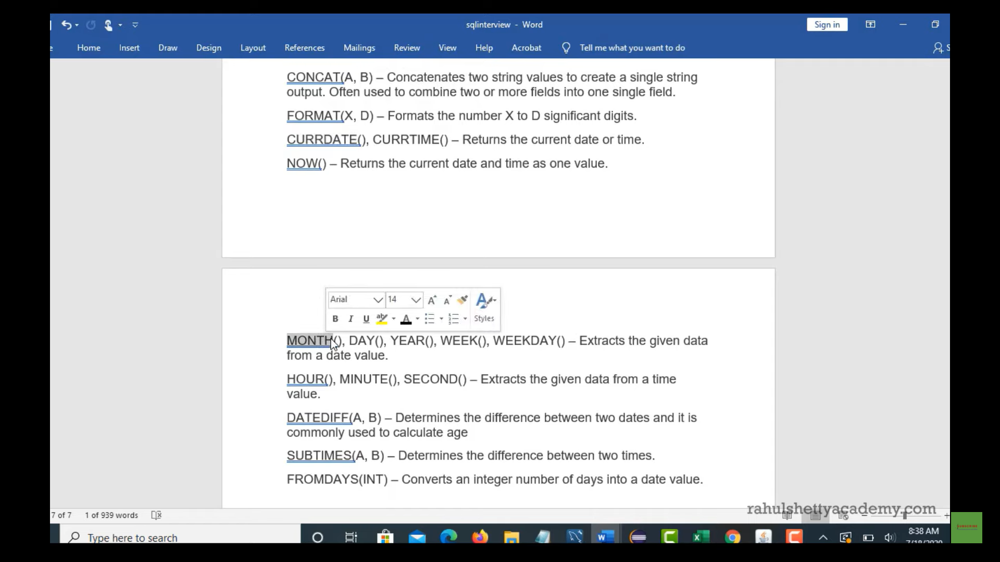 sqlinterview - Word
Sign in
Home Insert Draw Design Layout References Mailings Review View Help Acrobat Tell me what you want to do
CONCAT(A, B) – Concatenates two string values to create a single string
output. Often used to combine two or more fields into one single field.
FORMAT(X, D) – Formats the number X to D significant digits.
CURRDATE(), CURRTIME() – Returns the current date or time.
NOW() – Returns the current date and time as one value.
Arial 14
B I U Styles
MONTH(), DAY(), YEAR(), WEEK(), WEEKDAY() – Extracts the given data
from a date value.
HOUR(), MINUTE(), SECOND() – Extracts the given data from a time
value.
DATEDIFF(A, B) – Determines the difference between two dates and it is
commonly used to calculate age
SUBTIMES(A, B) – Determines the difference between two times.
FROMDAYS(INT) – Converts an integer number of days into a date value.
rahulshettyacademy.com
7 of 7 1 of 939 words
Type here to search
8:38 AM
7/18/2020
SUBSCRIBE